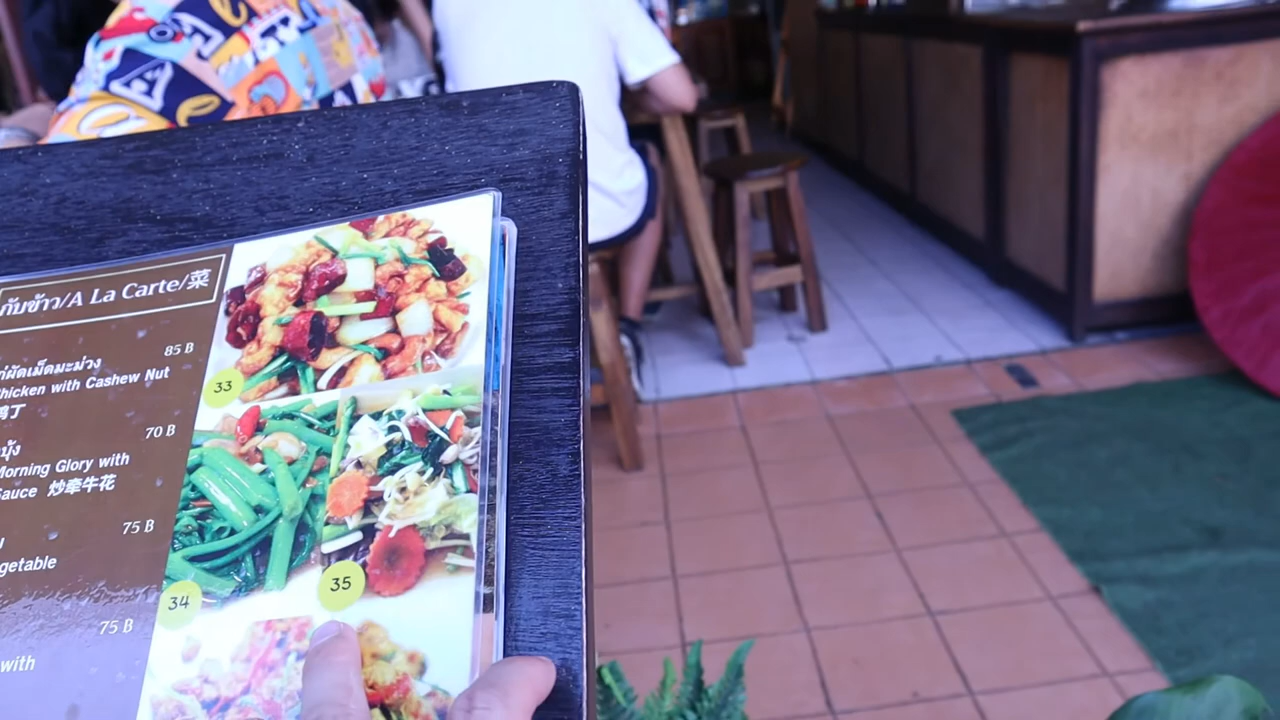 กับข้าว/A La Carte/菜
ผัดเม็ดมะม่วง 85 B
Chicken with Cashew Nut
鸡丁
33
70 B
Morning Glory with
Sauce 炒牵牛花
75 B
getable
34
35
75 B
with